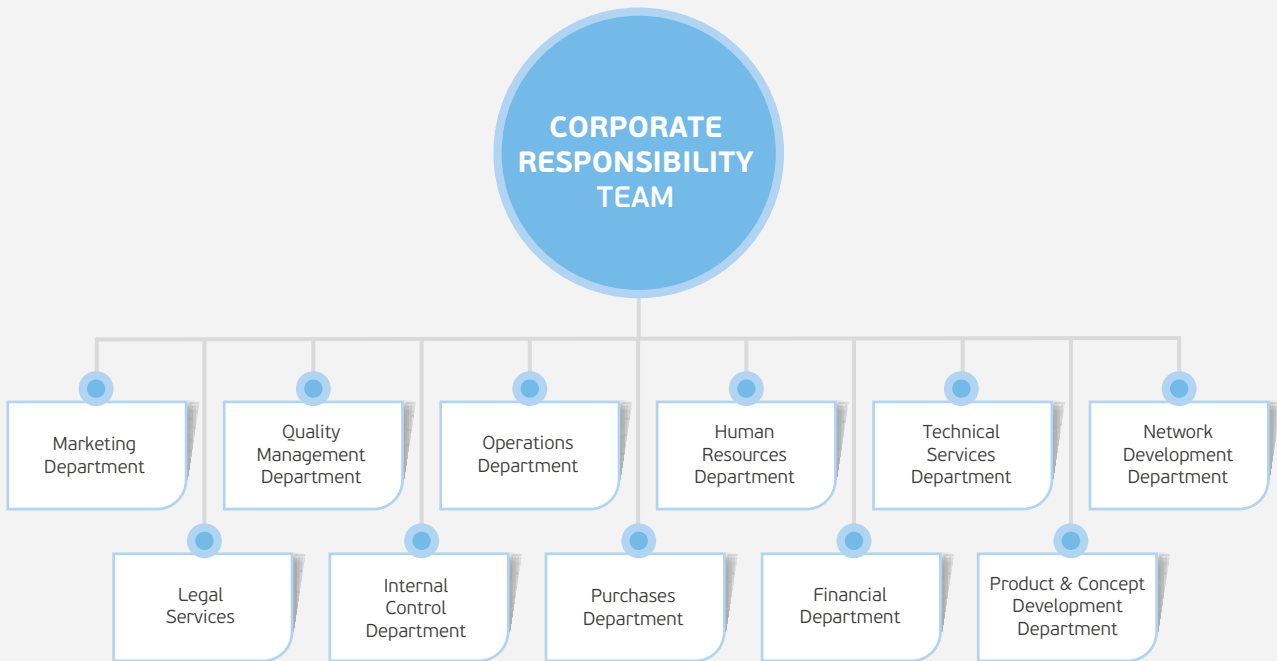 CORPORATE
RESPONSIBILITY
TEAM
Marketing
Department
Quality
Management
Department
Operations
Department
Human
Resources
Department
Technical
Services
Department
Network
Development
Department
Legal
Services
Internal
Control
Department
Purchases
Department
Financial
Department
Product & Concept
Development
Department